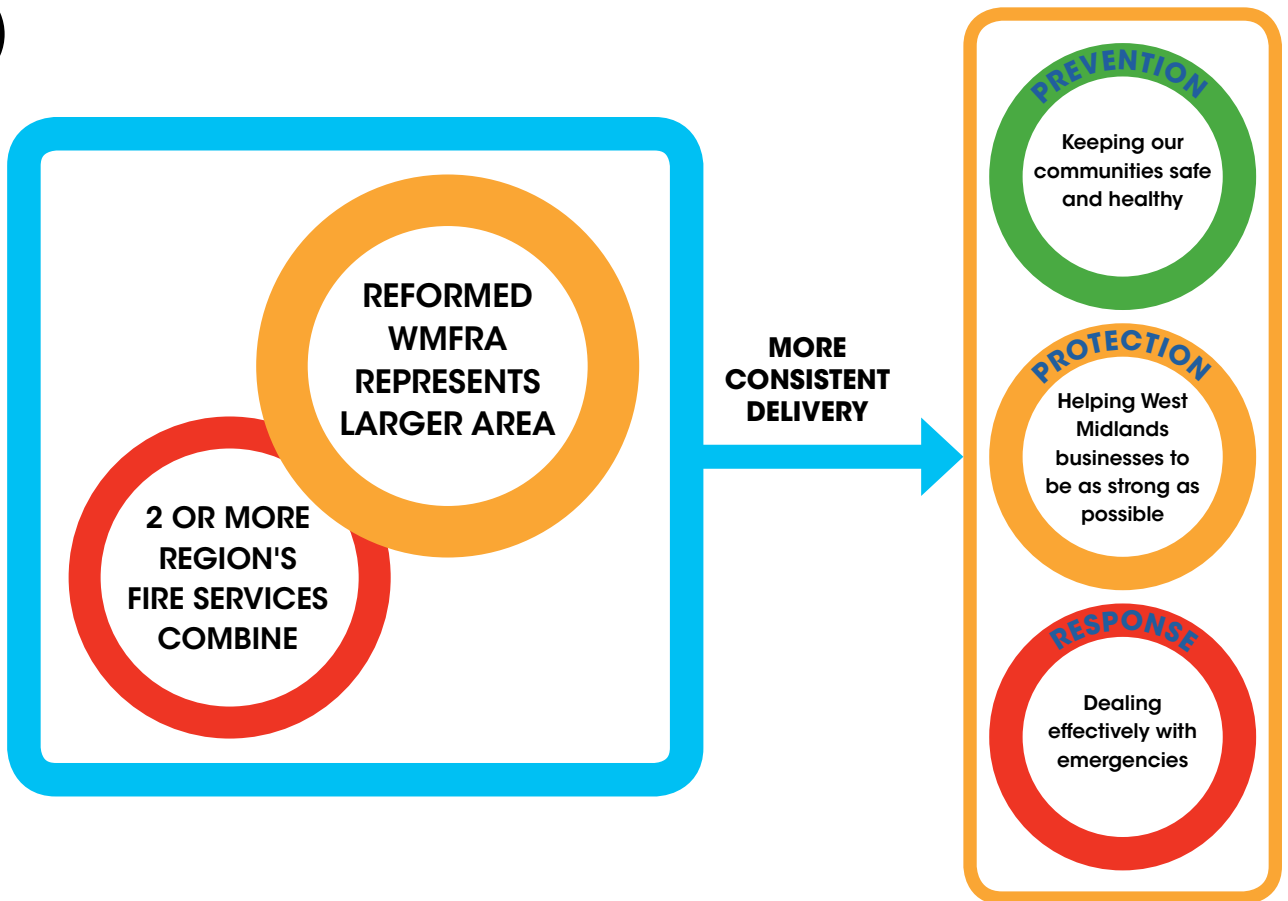 REFORMED
WMFRA
REPRESENTS
LARGER AREA
2 OR MORE
REGION'S
FIRE SERVICES
COMBINE
MORE
CONSISTENT
DELIVERY
PREVENTION
Keeping our
communities safe
and healthy
PROTECTION
Helping West
Midlands
businesses to
be as strong as
possible
RESPONSE
Dealing
effectively with
emergencies